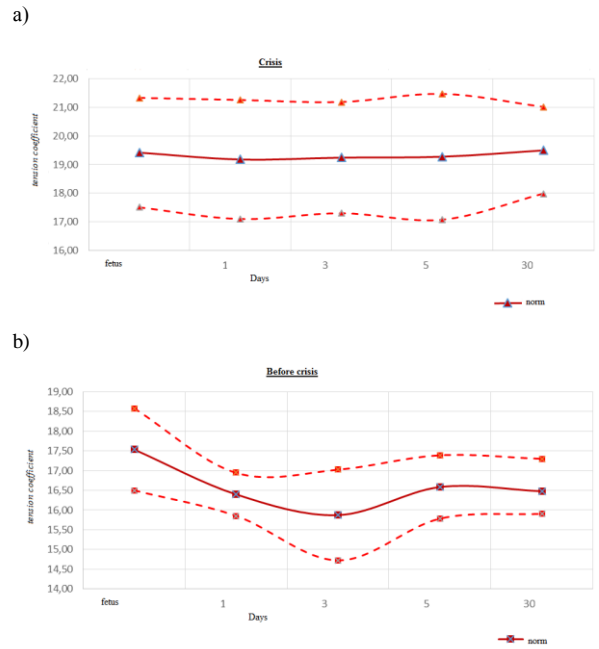 a)
Crisis
22,00
21,00
20,00
19,00
18,00
17,00
16,00
tension coefficient
fetus 1 3 5 30
Days
norm
b)
Before crisis
19,00
18,50
18,00
17,50
17,00
16,50
16,00
15,50
15,00
14,50
14,00
tension coefficient
fetus 1 3 5 30
Days
norm